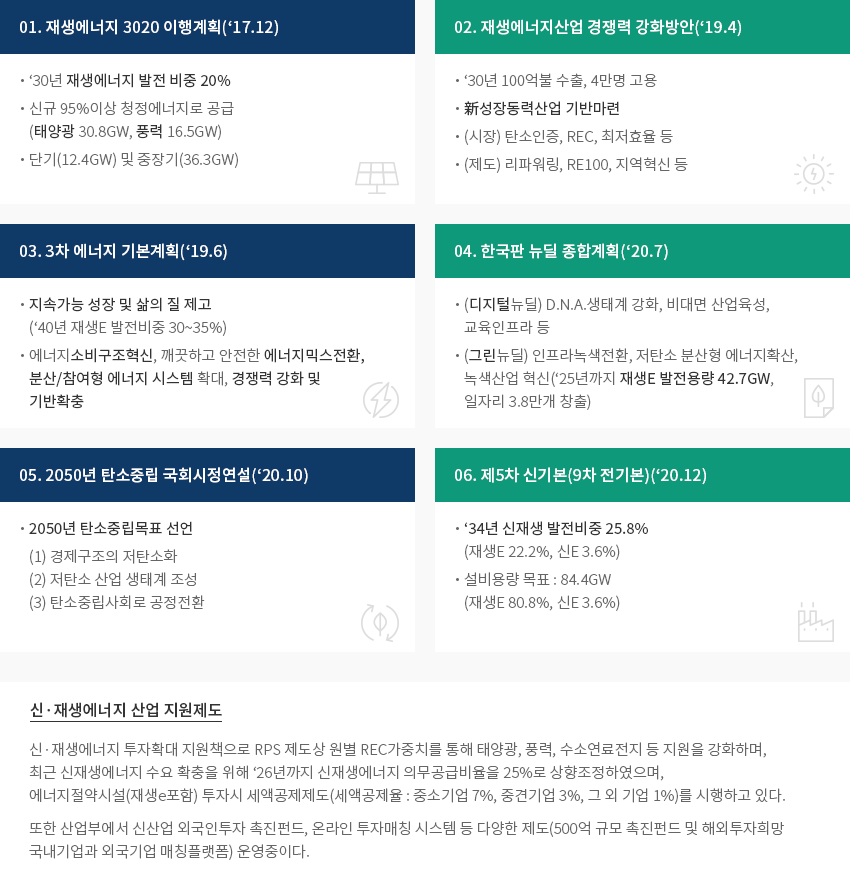 01. 재생에너지 3020 이행계획(‘17.12)
• ‘30년 재생에너지 발전 비중 20%
• 신규 95%이상 청정에너지로 공급
(태양광 30.8GW, 풍력 16.5GW)
• 단기(12.4GW) 및 중장기(36.3GW)
02. 재생에너지산업 경쟁력 강화방안(‘19.4)
• ‘30년 100억불 수출, 4만명 고용
• 新성장동력산업 기반마련
• (시장) 탄소인증, REC, 최저효율 등
• (제도) 리파워링, RE100, 지역혁신 등
03. 3차 에너지 기본계획(‘19.6)
• 지속가능 성장 및 삶의 질 제고
(‘40년 재생E 발전비중 30~35%)
• 에너지소비구조혁신, 깨끗하고 안전한 에너지믹스전환,
분산/참여형 에너지 시스템 확대, 경쟁력 강화 및
기반확충
04. 한국판 뉴딜 종합계획(‘20.7)
• (디지털뉴딜) D.N.A.생태계 강화, 비대면 산업육성,
교육인프라 등
• (그린뉴딜) 인프라녹색전환, 저탄소 분산형 에너지확산,
녹색산업 혁신(‘25년까지 재생E 발전용량 42.7GW,
일자리 3.8만개 창출)
05. 2050년 탄소중립 국회시정연설(‘20.10)
• 2050년 탄소중립목표 선언
(1) 경제구조의 저탄소화
(2) 저탄소 산업 생태계 조성
(3) 탄소중립사회로 공정전환
06. 제5차 신기본(9차 전기본)(‘20.12)
• ‘34년 신재생 발전비중 25.8%
(재생E 22.2%, 신E 3.6%)
• 설비용량 목표 : 84.4GW
(재생E 80.8%, 신E 3.6%)
신·재생에너지 산업 지원제도
신·재생에너지 투자확대 지원책으로 RPS 제도상 원별 REC가중치를 통해 태양광, 풍력, 수소연료전지 등 지원을 강화하며,
최근 신재생에너지 수요 확충을 위해 ‘26년까지 신재생에너지 의무공급비율을 25%로 상향조정하였으며,
에너지절약시설(재생e포함) 투자시 세액공제제도(세액공제율 : 중소기업 7%, 중견기업 3%, 그 외 기업 1%)를 시행하고 있다.
또한 산업부에서 신산업 외국인투자 촉진펀드, 온라인 투자매칭 시스템 등 다양한 제도(500억 규모 촉진펀드 및 해외투자희망
국내기업과 외국기업 매칭플랫폼) 운영중이다.